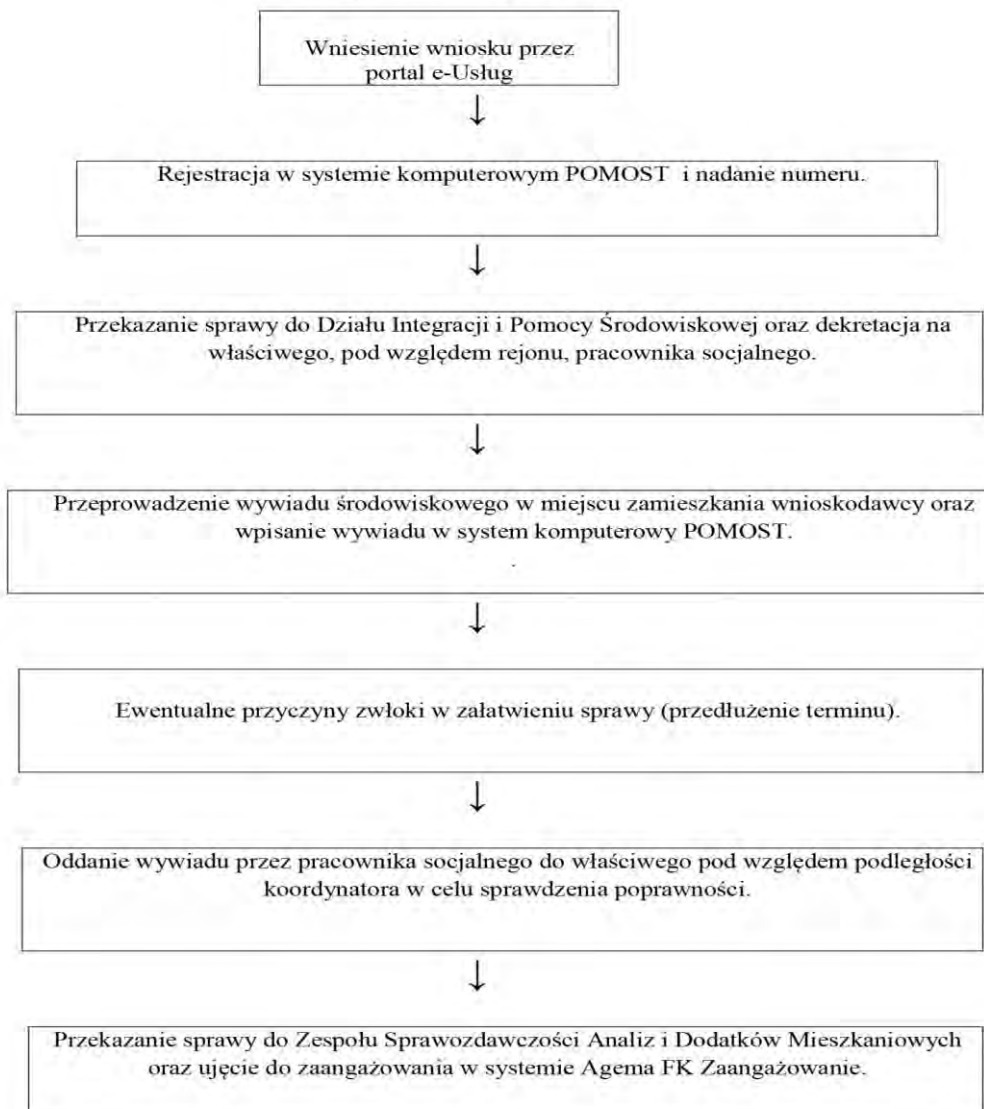 Wniesienie wniosku przez
portal e-Usług
↓
Rejestracja w systemie komputerowym POMOST i nadanie numeru.
↓
Przekazanie sprawy do Działu Integracji i Pomocy Środowiskowej oraz dekretacja na
właściwego, pod względem rejonu, pracownika socjalnego.
↓
Przeprowadzenie wywiadu środowiskowego w miejscu zamieszkania wnioskodawcy oraz
wpisanie wywiadu w system komputerowy POMOST.
.
↓
Ewentualne przyczyny zwłoki w załatwieniu sprawy (przedłużenie terminu).
↓
Oddanie wywiadu przez pracownika socjalnego do właściwego pod względem podległości
koordynatora w celu sprawdzenia poprawności.
↓
Przekazanie sprawy do Zespołu Sprawozdawczości Analiz i Dodatków Mieszkaniowych
oraz ujęcie do zaangażowania w systemie Agema FK Zaangażowanie.